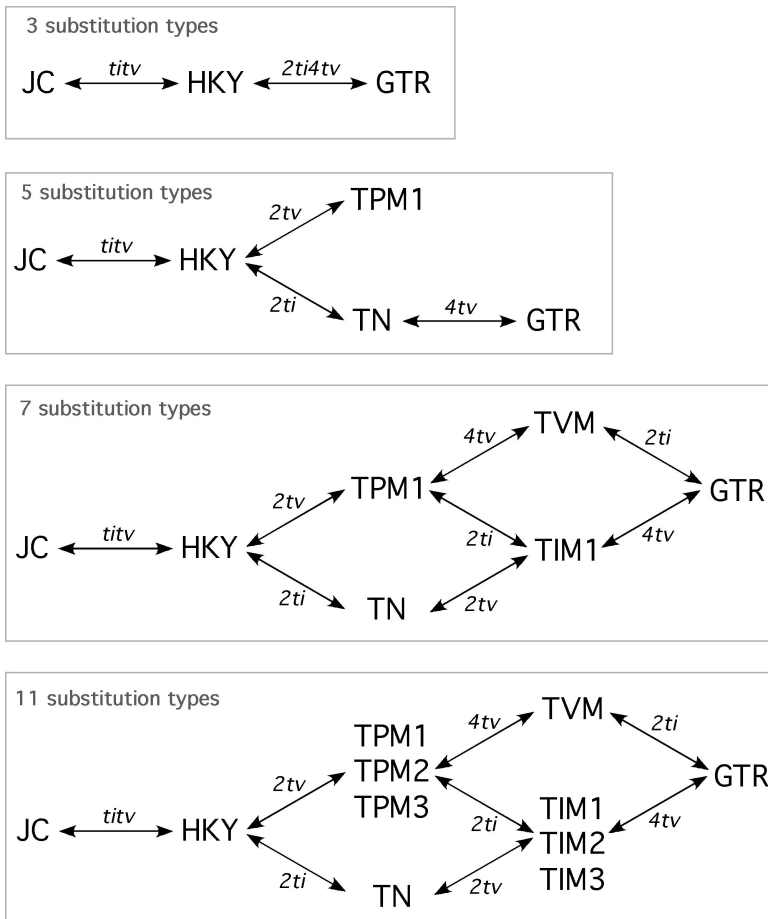 3 substitution types
titv 2ti4tv
JC HKY GTR
5 substitution types
TPM1
2tv
titv
JC HKY
2ti 4tv
TN GTR
7 substitution types
TVM
4tv 2ti
TPM1 GTR
2tv
titv 2ti 4tv
JC HKY TIM1
2ti 2tv
TN
11 substitution types
TVM
4tv 2ti
TPM1
TPM2 GTR
2tv
TPM3 TIM1
titv 2ti 4tv
JC HKY TIM2
2ti 2tv TIM3
TN